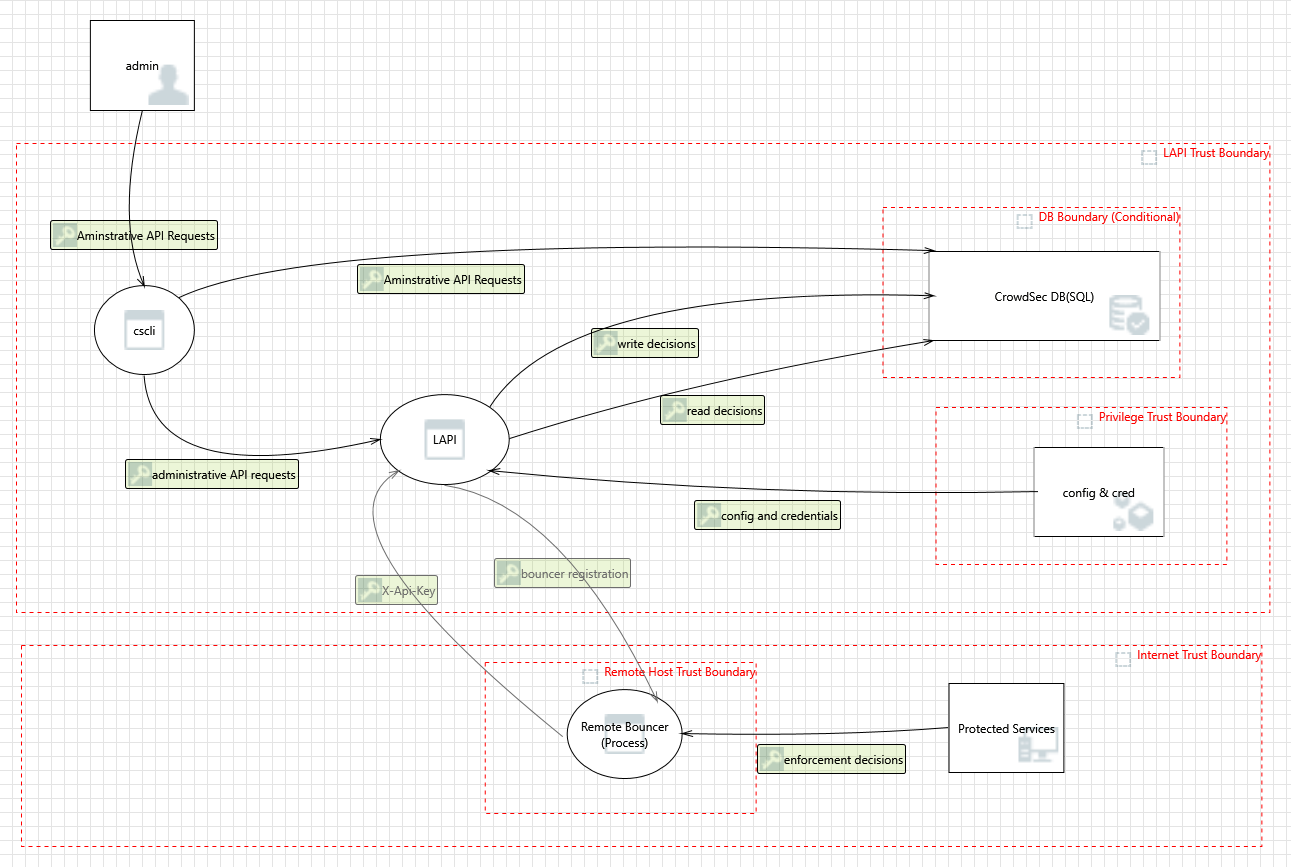 admin
LAPI Trust Boundary
DB Boundary (Conditional)
Aminstrative API Requests
Aminstrative API Requests
CrowdSec DB(SQL)
cscli
write decisions
read decisions
Privilege Trust Boundary
LAPI
administrative API requests
config & cred
config and credentials
bouncer registration
X-Api-Key
Internet Trust Boundary
Remote Host Trust Boundary
Remote Bouncer
(Process)
Protected Services
enforcement decisions